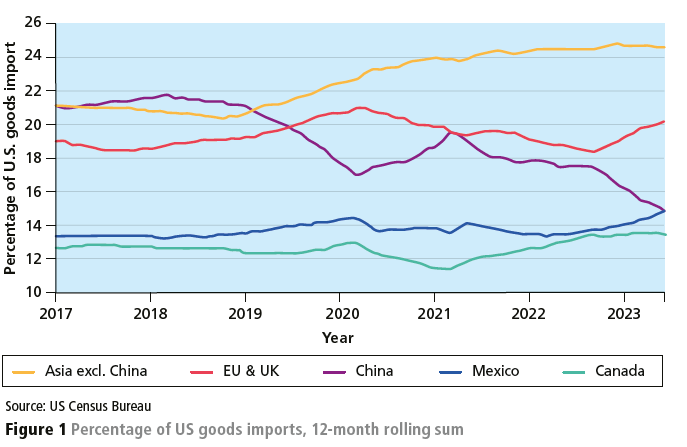 Percentage of U.S. goods import
26
24
22
20
18
16
14
12
10
2017 2018 2019 2020 2021 2022 2023
Year
Asia excl. China EU & UK China Mexico Canada
Source: US Census Bureau
Figure 1 Percentage of US goods imports, 12-month rolling sum